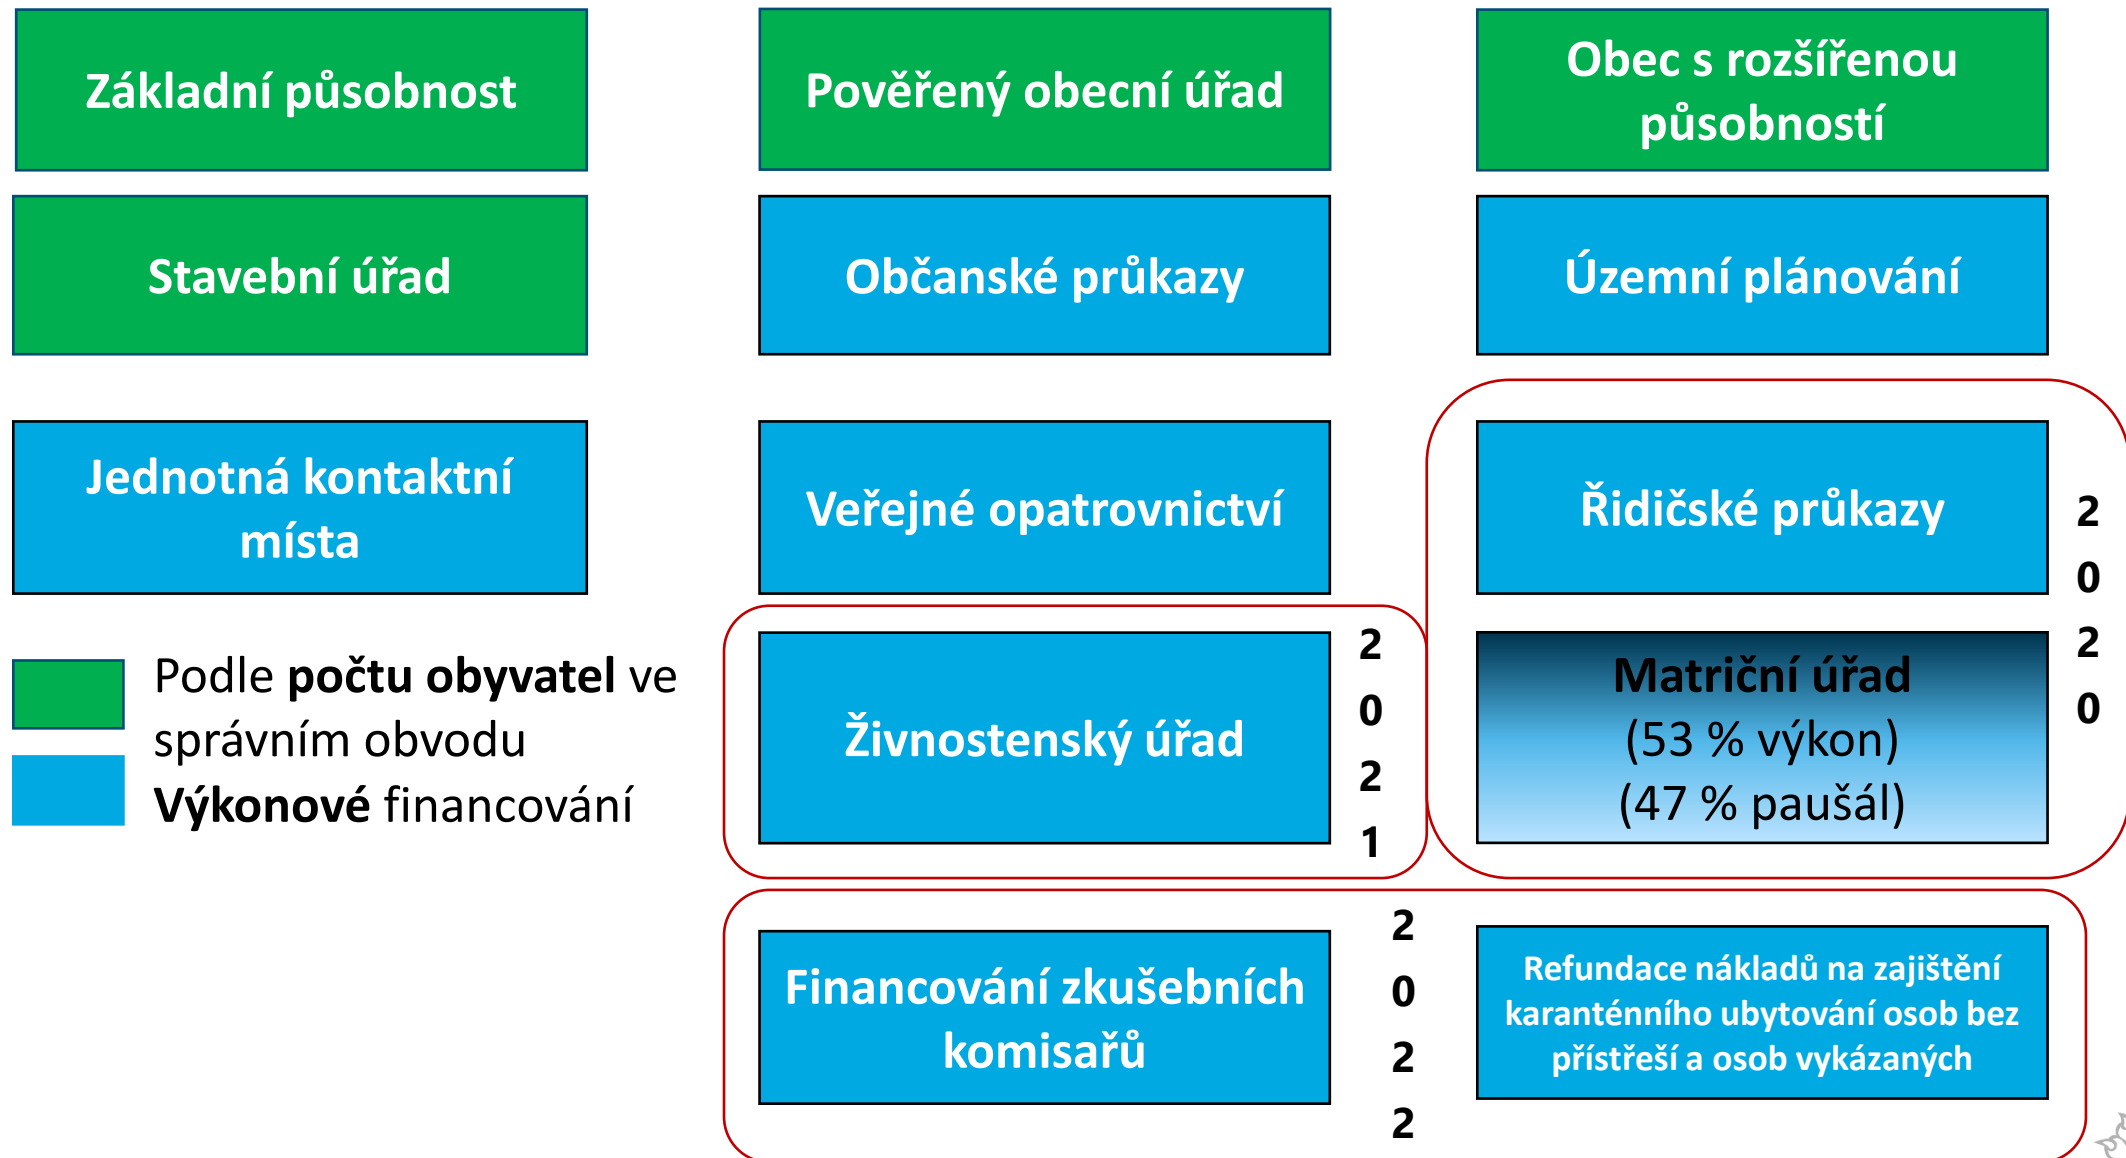 Základní působnost
Pověřený obecní úřad
Obec s rozšířenou
působností
Stavební úřad
Občanské průkazy
Územní plánování
Jednotná kontaktní
místa
Veřejné opatrovnictví
Řidičské průkazy
2
0
2
0
Podle počtu obyvatel ve
správním obvodu
Výkonové financování
Živnostenský úřad
2
0
2
1
Matriční úřad
(53 % výkon)
(47 % paušál)
Financování zkušebních
komisařů
2
0
2
2
Refundace nákladů na zajištění
karanténního ubytování osob bez
přístřeší a osob vykázaných